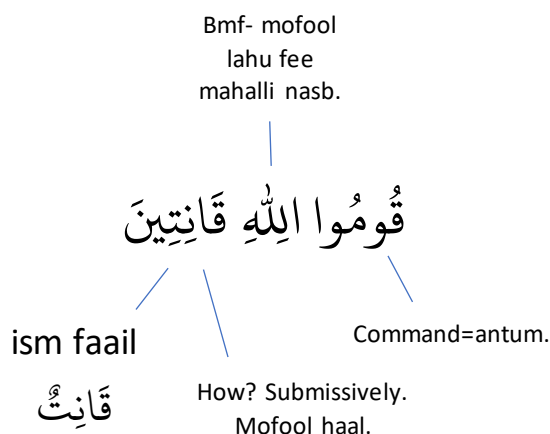 Bmf- mofool
lahu fee
mahalli nasb.
قُومُوا الِلّٰهِ قَانِتِينَ
Command=antum.
ism faail
قَانِتٌ
How? Submissively.
Mofool haal.